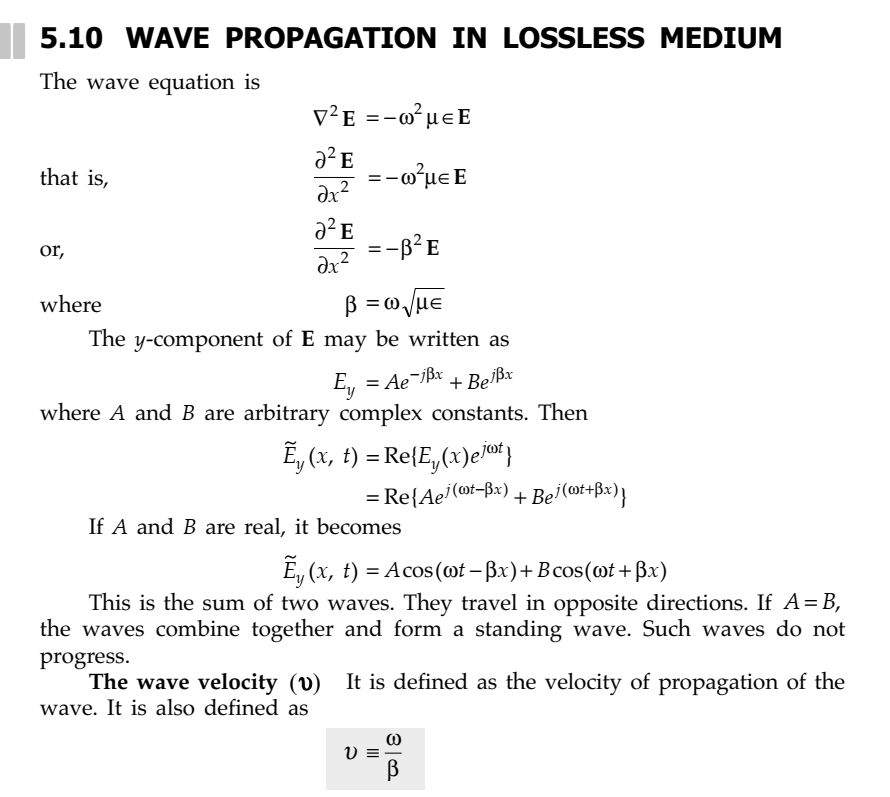 5.10 WAVE PROPAGATION IN LOSSLESS MEDIUM
The wave equation is
∇² E = −ω² μ∈ E
that is, ∂² E / ∂x² = −ω²μ∈ E
or, ∂² E / ∂x² = −β² E
where β = ω√μ∈
The y-component of E may be written as
E_y = Ae^{−jβx} + Be^{jβx}
where A and B are arbitrary complex constants. Then
Ẽ_y (x, t) = Re{E_y(x)e^{jωt}}
= Re{Ae^{j(ωt−βx)} + Be^{j(ωt+βx)}}
If A and B are real, it becomes
Ẽ_y (x, t) = A cos(ωt − βx) + B cos(ωt + βx)
This is the sum of two waves. They travel in opposite directions. If A = B,
the waves combine together and form a standing wave. Such waves do not
progress.
The wave velocity (υ) It is defined as the velocity of propagation of the
wave. It is also defined as
υ ≡ ω / β